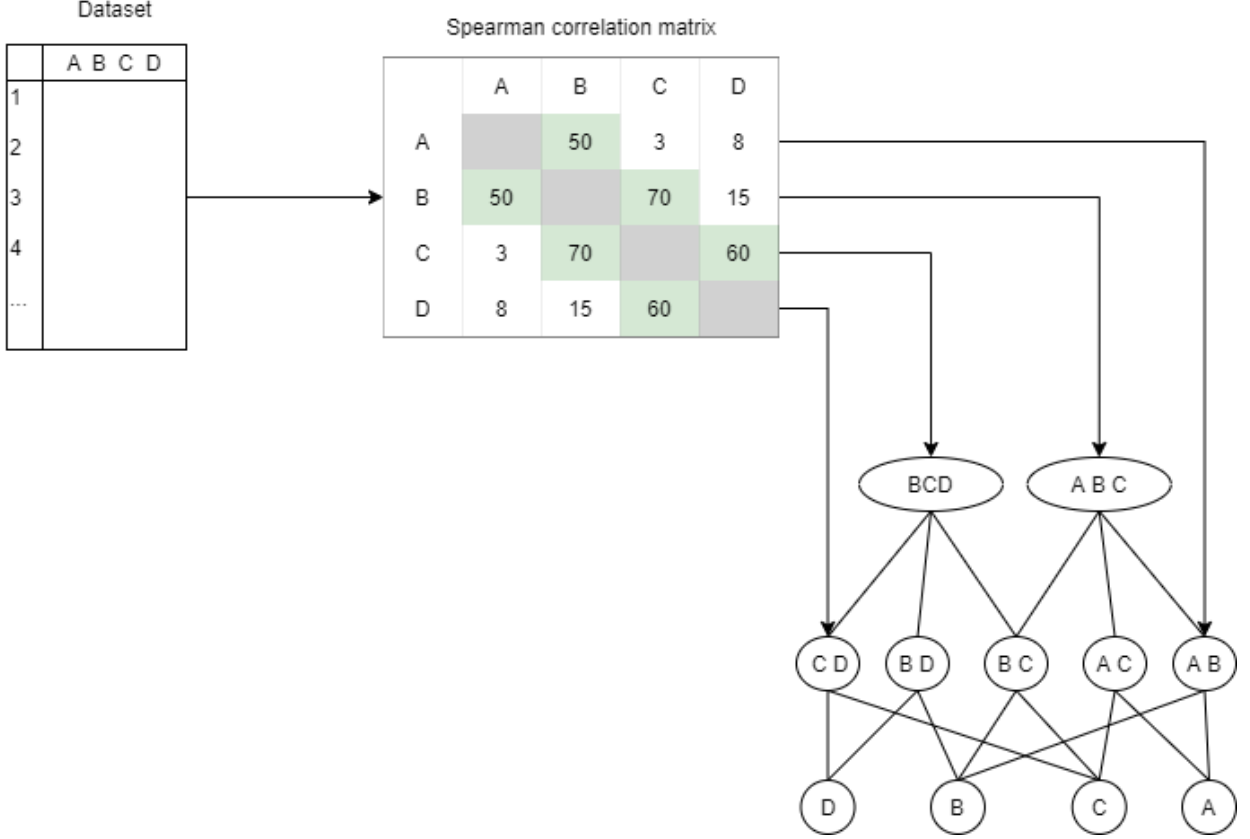 Dataset
Spearman correlation matrix
A B C D
1
2
3
4
...
A B C D
A 50 3 8
B 50 70 15
C 3 70 60
D 8 15 60
BCD
A B C
C D
B D
B C
A C
A B
D
B
C
A